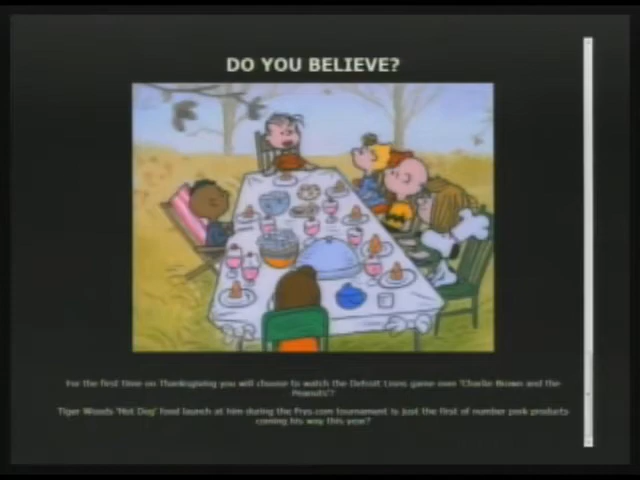 DO YOU BELIEVE?
For the first time on Thanksgiving you will choose to watch the Detroit Lions game over 'Charlie Brown and the
Peanuts'?
Tiger Woods 'Hot Dog' food launch at him during the Frys.com tournament is just the first of number pork products
coming his way this year?